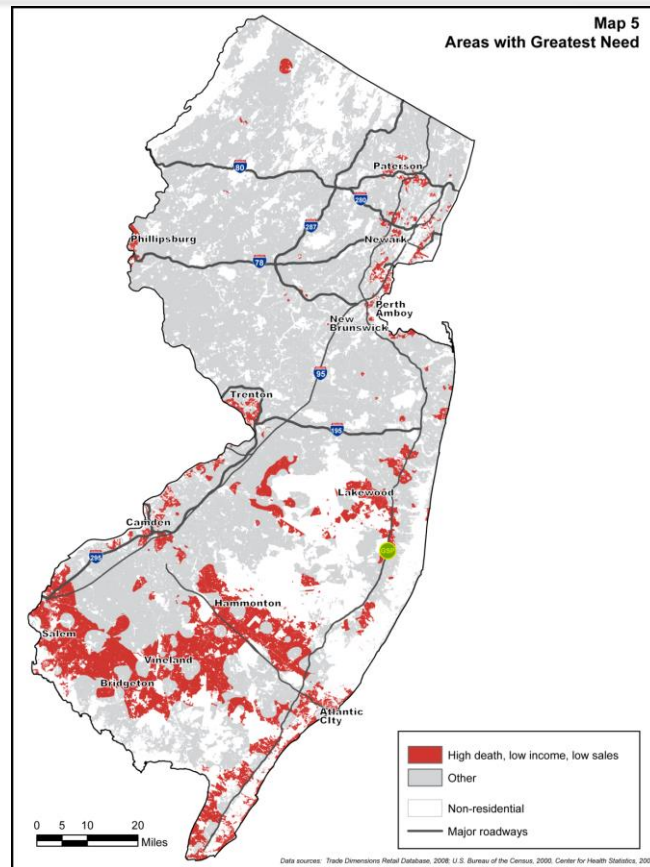 Map 5
Areas with Greatest Need
80
Paterson
280
287
Phillipsburg
Newark
78
Perth
Amboy
New
Brunswick
95
Trenton
195
Lakewood
Camden
GSP
295
Hammonton
Salem
Vineland
Bridgeton
Atlantic
City
High death, low income, low sales
Other
Non-residential
Major roadways
0 5 10 20
Miles
Data sources: Trade Dimensions Retail Database, 2008; U.S. Bureau of the Census, 2000, Center for Health Statistics,